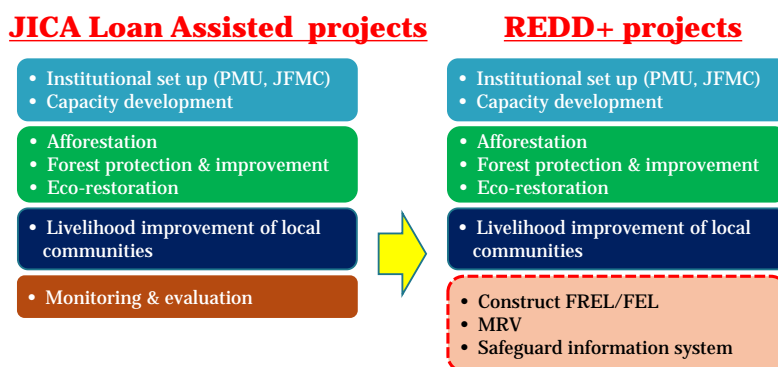 JICA Loan Assisted projects
• Institutional set up (PMU, JFMC)
• Capacity development
• Afforestation
• Forest protection & improvement
• Eco-restoration
• Livelihood improvement of local
communities
• Monitoring & evaluation
REDD+ projects
• Institutional set up (PMU, JFMC)
• Capacity development
• Afforestation
• Forest protection & improvement
• Eco-restoration
• Livelihood improvement of local
communities
• Construct FREL/FEL
• MRV
• Safeguard information system